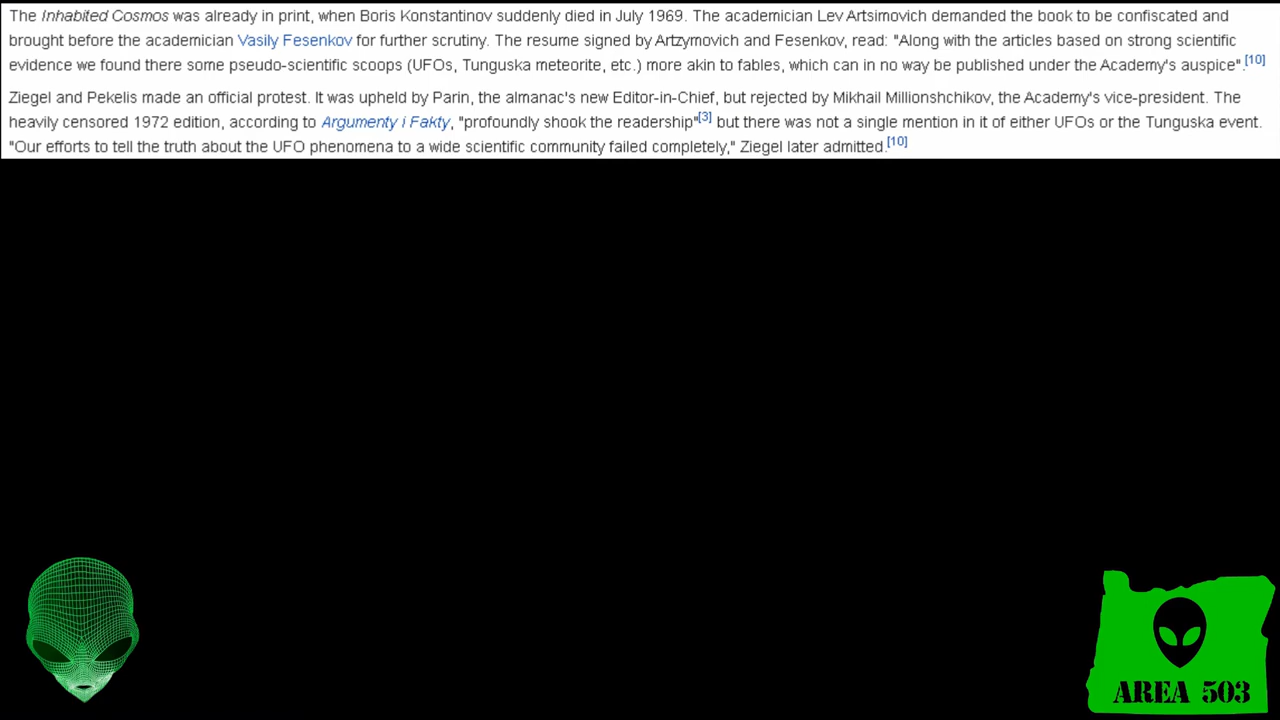 The Inhabited Cosmos was already in print, when Boris Konstantinov suddenly died in July 1969. The academician Lev Artsimovich demanded the book to be confiscated and
brought before the academician Vasily Fesenkov for further scrutiny. The resume signed by Artzymovich and Fesenkov, read: "Along with the articles based on strong scientific
evidence we found there some pseudo-scientific scoops (UFOs, Tunguska meteorite, etc.) more akin to fables, which can in no way be published under the Academy's auspice".[10]
Ziegel and Pekelis made an official protest. It was upheld by Parin, the almanac's new Editor-in-Chief, but rejected by Mikhail Millionshchikov, the Academy's vice-president. The
heavily censored 1972 edition, according to Argumenty i Fakty, "profoundly shook the readership"[3] but there was not a single mention in it of either UFOs or the Tunguska event.
"Our efforts to tell the truth about the UFO phenomena to a wide scientific community failed completely," Ziegel later admitted.[10]
AREA 503